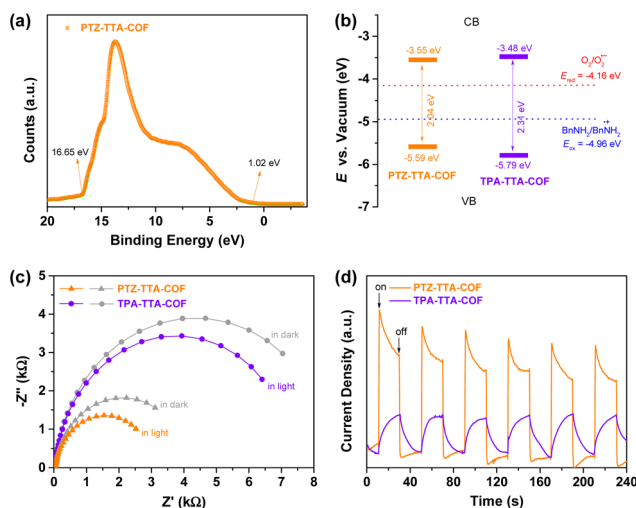 (a)
PTZ-TTA-COF
Counts (a.u.)
16.65 eV
1.02 eV
20 15 10 5 0
Binding Energy (eV)
(b)
E vs. Vacuum (eV)
-3
-4
-5
-6
-7
CB
-3.55 eV
-3.48 eV
O2/O2•−
Ered = -4.16 eV
2.04 eV
2.31 eV
BnNH2/BnNH2•+
Eox = -4.96 eV
-5.59 eV
-5.79 eV
PTZ-TTA-COF
TPA-TTA-COF
VB
(c)
-Z'' (kΩ)
5
4
3
2
1
0
PTZ-TTA-COF
TPA-TTA-COF
in dark
in light
in dark
in light
0 1 2 3 4 5 6 7 8
Z' (kΩ)
(d)
Current Density (a.u.)
on
off
PTZ-TTA-COF
TPA-TTA-COF
0 40 80 120 160 200 240
Time (s)